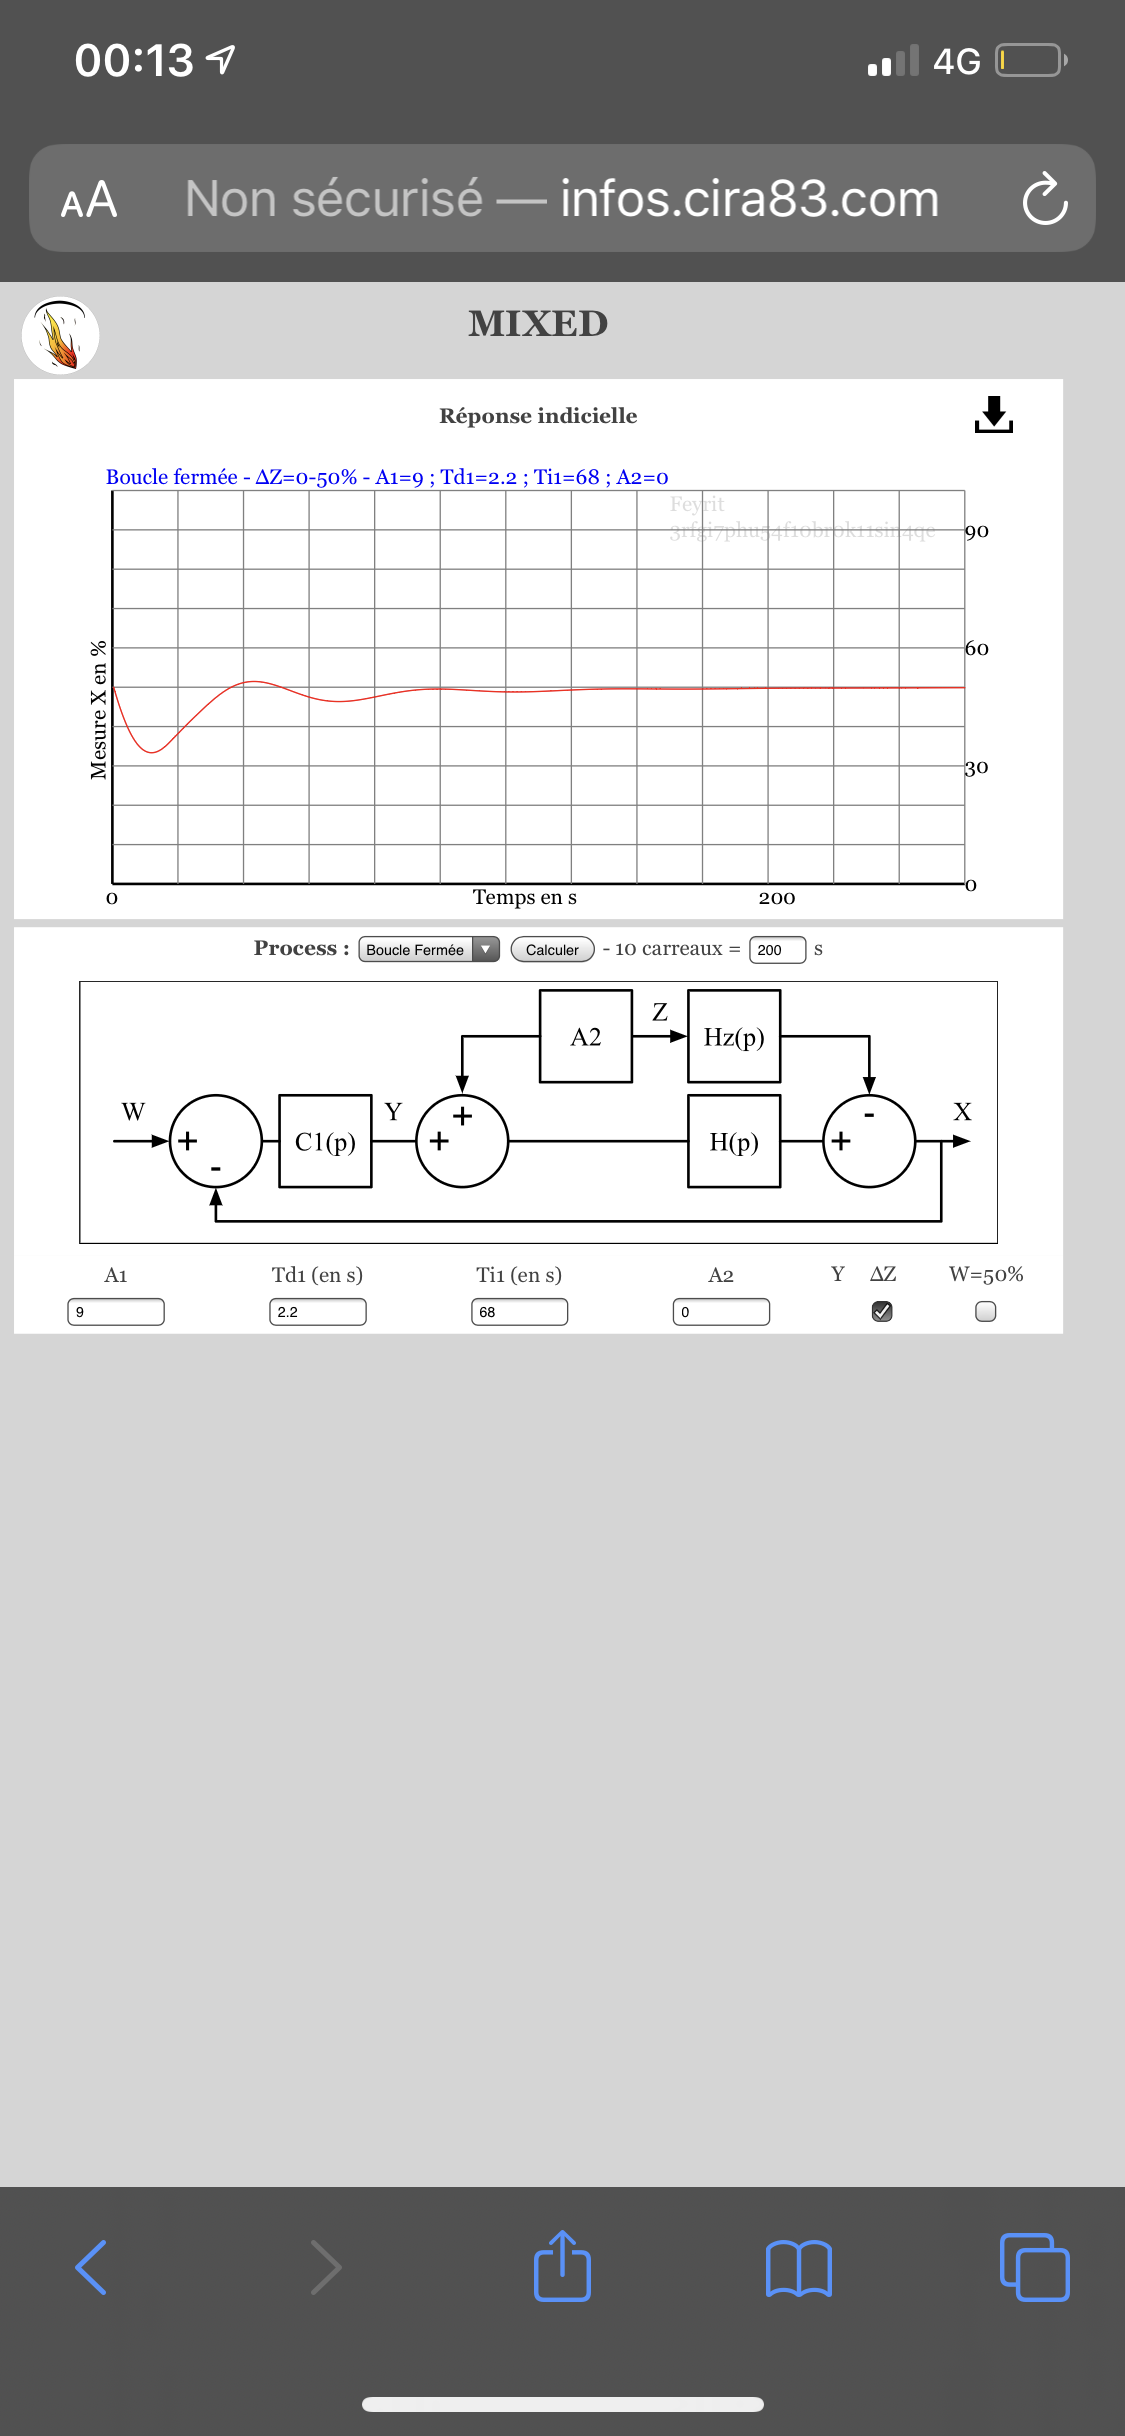 00:13
4G
AA
Non sécurisé — infos.cira83.com
MIXED
Réponse indicielle
Boucle fermée - ΔZ=0-50% - A1=9 ; Td1=2.2 ; Ti1=68 ; A2=0
Feyrit
3rfgi7phu54f10br0k11sin4qe
90
60
30
0
Mesure X en %
0
Temps en s
200
Process :
Boucle Fermée
Calculer
- 10 carreaux = 200 s
A2
Z
Hz(p)
W
+
-
C1(p)
Y
+
+
H(p)
-
+
X
A1
Td1 (en s)
Ti1 (en s)
A2
Y
ΔZ
W=50%
9
2.2
68
0